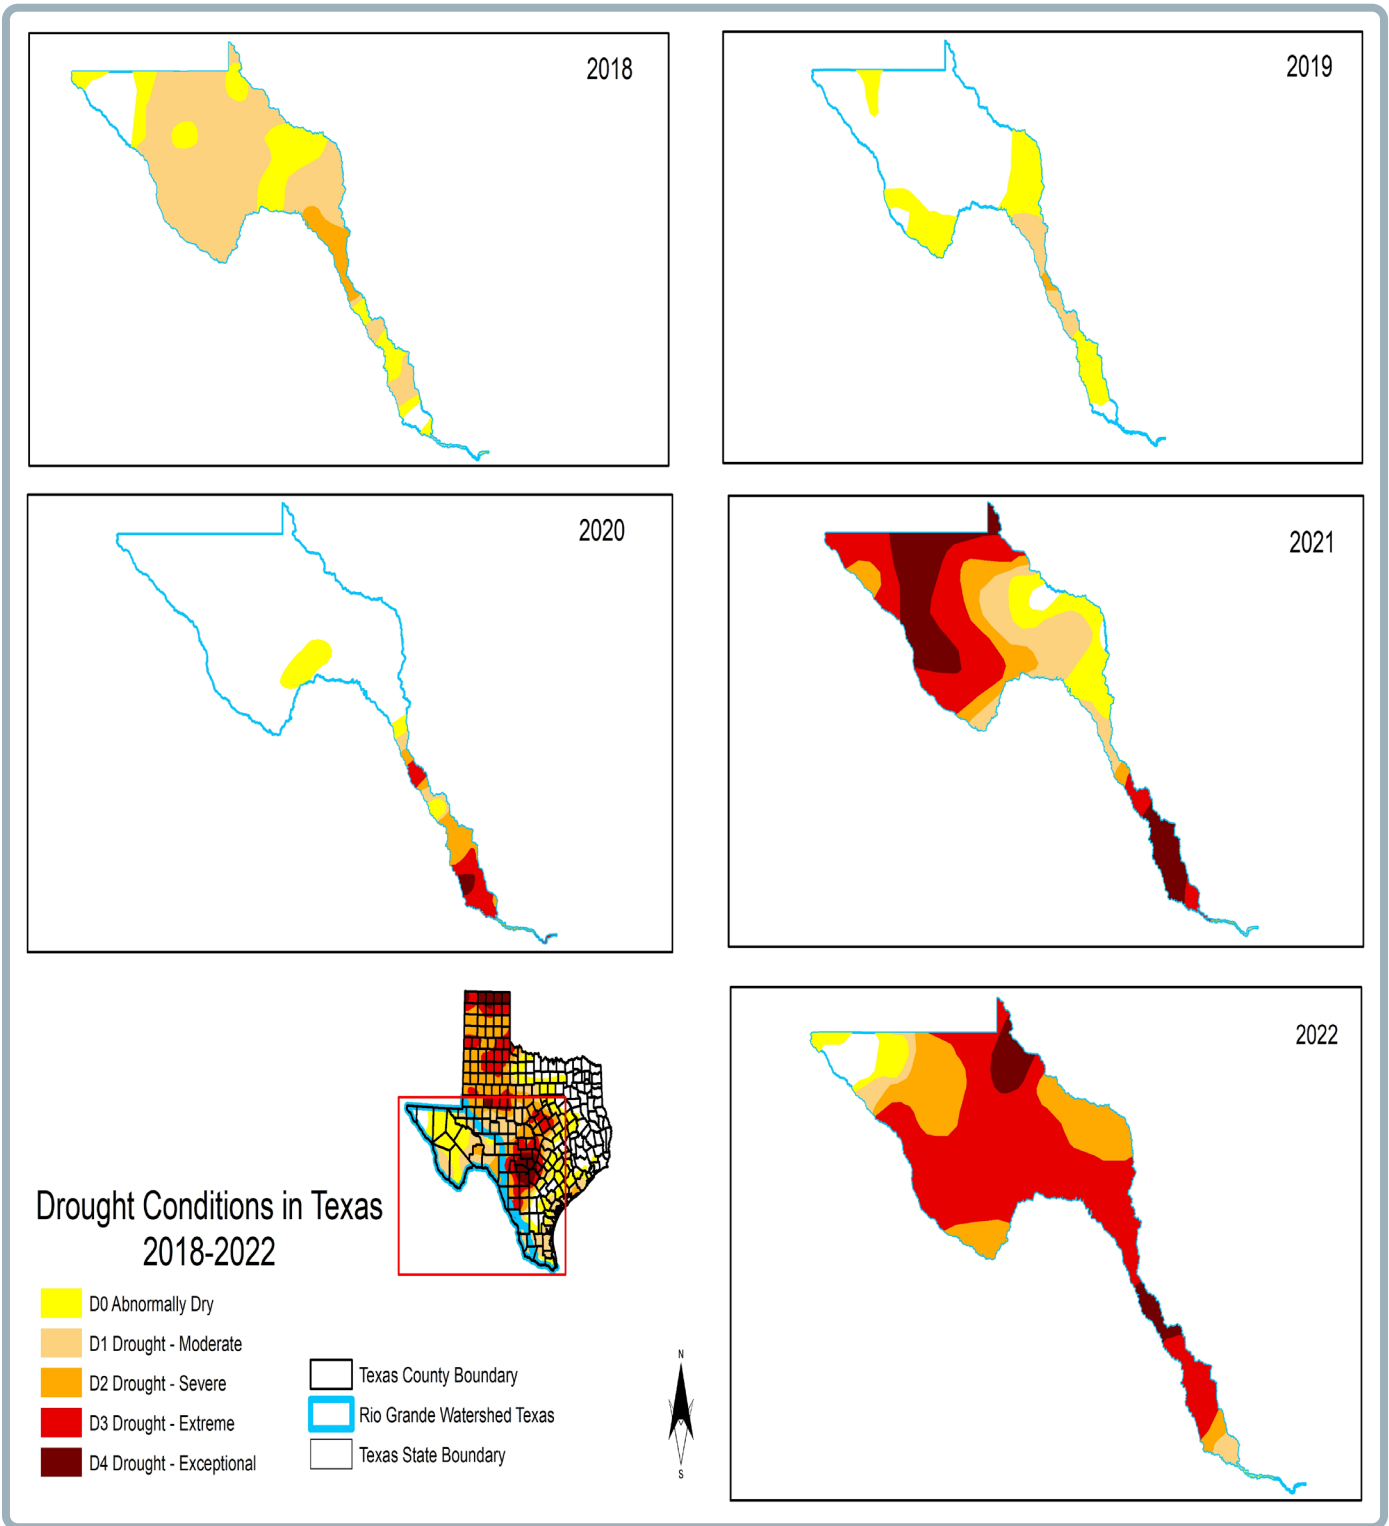 2018
2019
2020
2021
2022
Drought Conditions in Texas
2018-2022
D0 Abnormally Dry
D1 Drought - Moderate
D2 Drought - Severe
D3 Drought - Extreme
D4 Drought - Exceptional
Texas County Boundary
Rio Grande Watershed Texas
Texas State Boundary
N
S